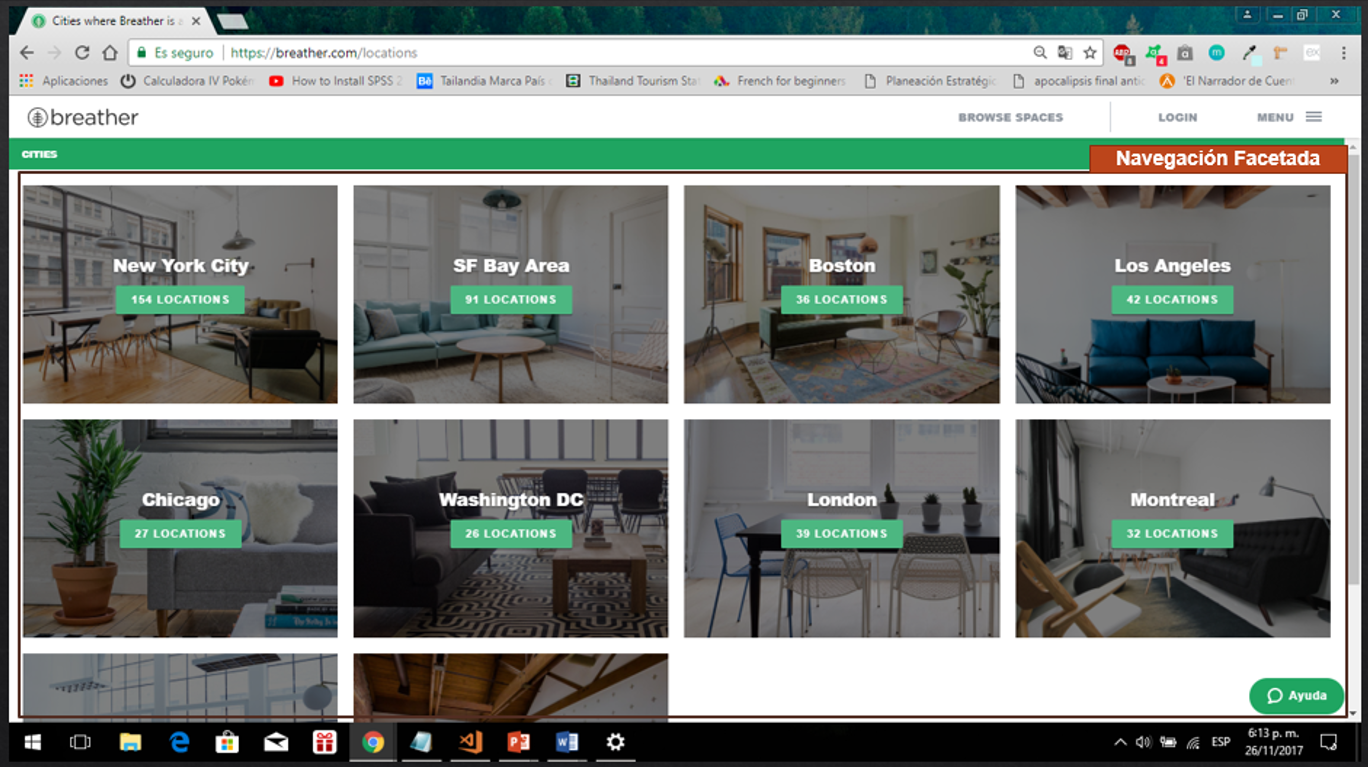 Cities where Breather is a
Es seguro https://breather.com/locations
Aplicaciones Calculadora IV Pokém How to Install SPSS 2 Tailandia Marca País Thailand Tourism Stat French for beginners Planeación Estratégic apocalipsis final antic 'El Narrador de Cuent »
breather BROWSE SPACES LOGIN MENU
CITIES
Navegación Facetada
New York City SF Bay Area Boston Los Angeles
154 LOCATIONS 91 LOCATIONS 36 LOCATIONS 42 LOCATIONS
Chicago Washington DC London Montreal
27 LOCATIONS 26 LOCATIONS 39 LOCATIONS 32 LOCATIONS
Ayuda
ESP 6:13 p. m.
26/11/2017